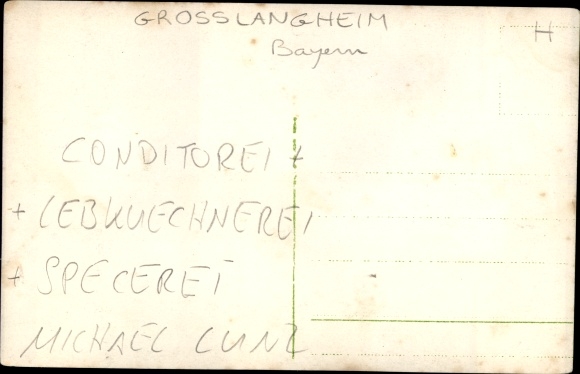 GROSSLANGHEIM
Bayern
H
CONDITOREI +
+ LEBKUECHNEREI
+ SPECEREI
MICHAEL CUNZ